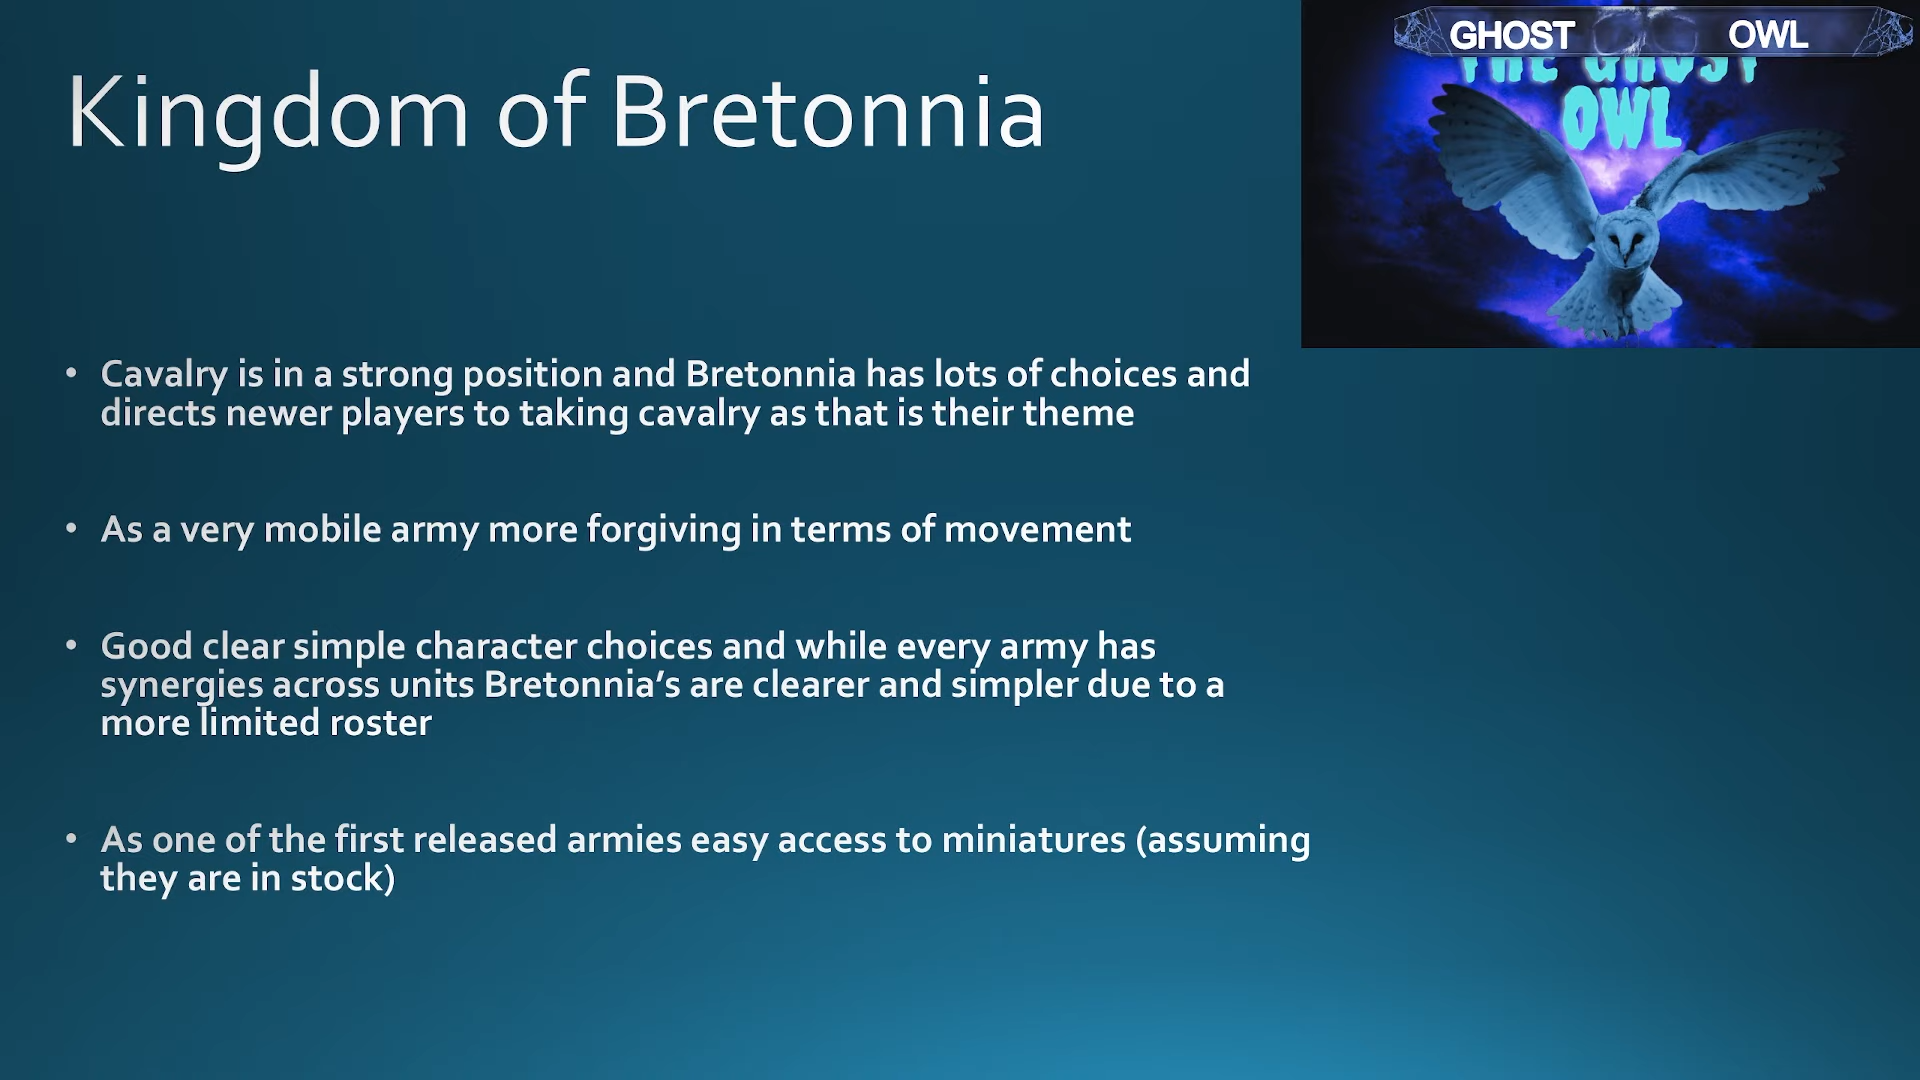 Kingdom of Bretonnia
GHOST OWL
THE GHOST
OWL
• Cavalry is in a strong position and Bretonnia has lots of choices and
directs newer players to taking cavalry as that is their theme
• As a very mobile army more forgiving in terms of movement
• Good clear simple character choices and while every army has
synergies across units Bretonnia’s are clearer and simpler due to a
more limited roster
• As one of the first released armies easy access to miniatures (assuming
they are in stock)